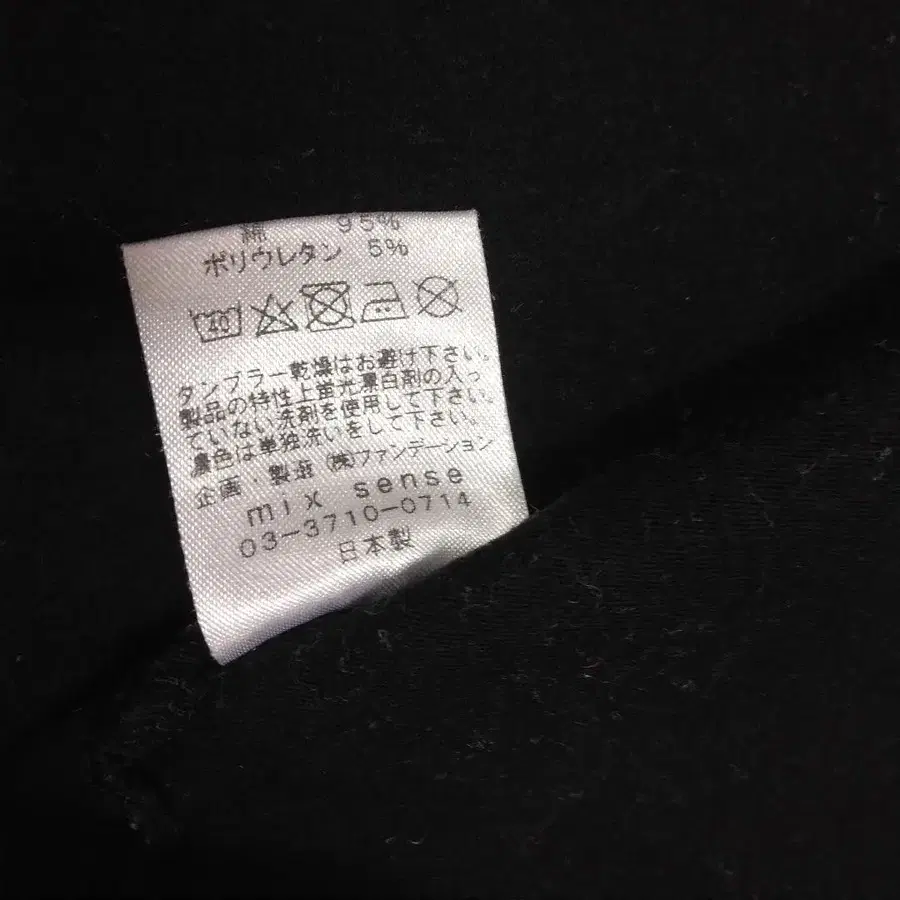 綿 95%
ポリウレタン 5%
40
タンブラー乾燥はお避け下さい。
製品の特性上蛍光漂白剤の入っ
ていない洗剤を使用して下さい。
濃色は単独洗いをして下さい。
企画・製造 (株)ファンデーション
mix sense
03-3710-0714
日本製